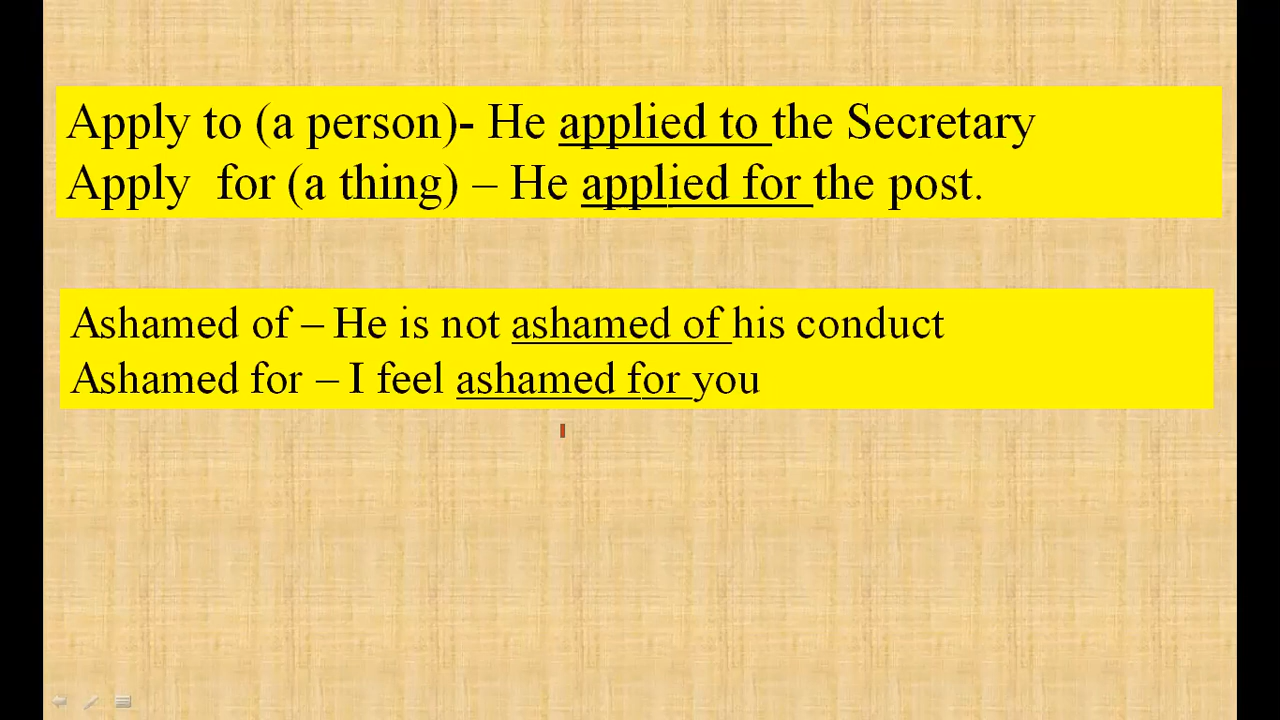 Apply to (a person)- He applied to the Secretary
Apply for (a thing) – He applied for the post.
Ashamed of – He is not ashamed of his conduct
Ashamed for – I feel ashamed for you